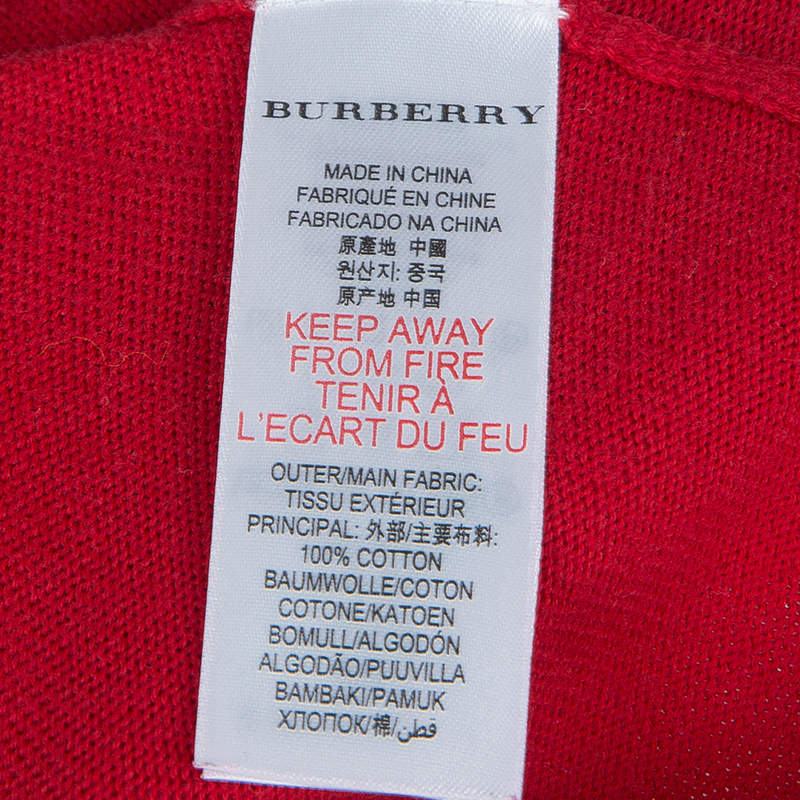 BURBERRY
MADE IN CHINA
FABRIQUÉ EN CHINE
FABRICADO NA CHINA
原產地 中國
원산지: 중국
原产地 中国
KEEP AWAY
FROM FIRE
TENIR À
L'ECART DU FEU
OUTER/MAIN FABRIC:
TISSU EXTÉRIEUR
PRINCIPAL: 外部/主要布料:
100% COTTON
BAUMWOLLE/COTON
COTONE/KATOEN
BOMULL/ALGODÓN
ALGODÃO/PUUVILLA
BAMBAKI/PAMUK
ХЛОПОК/棉/قطن